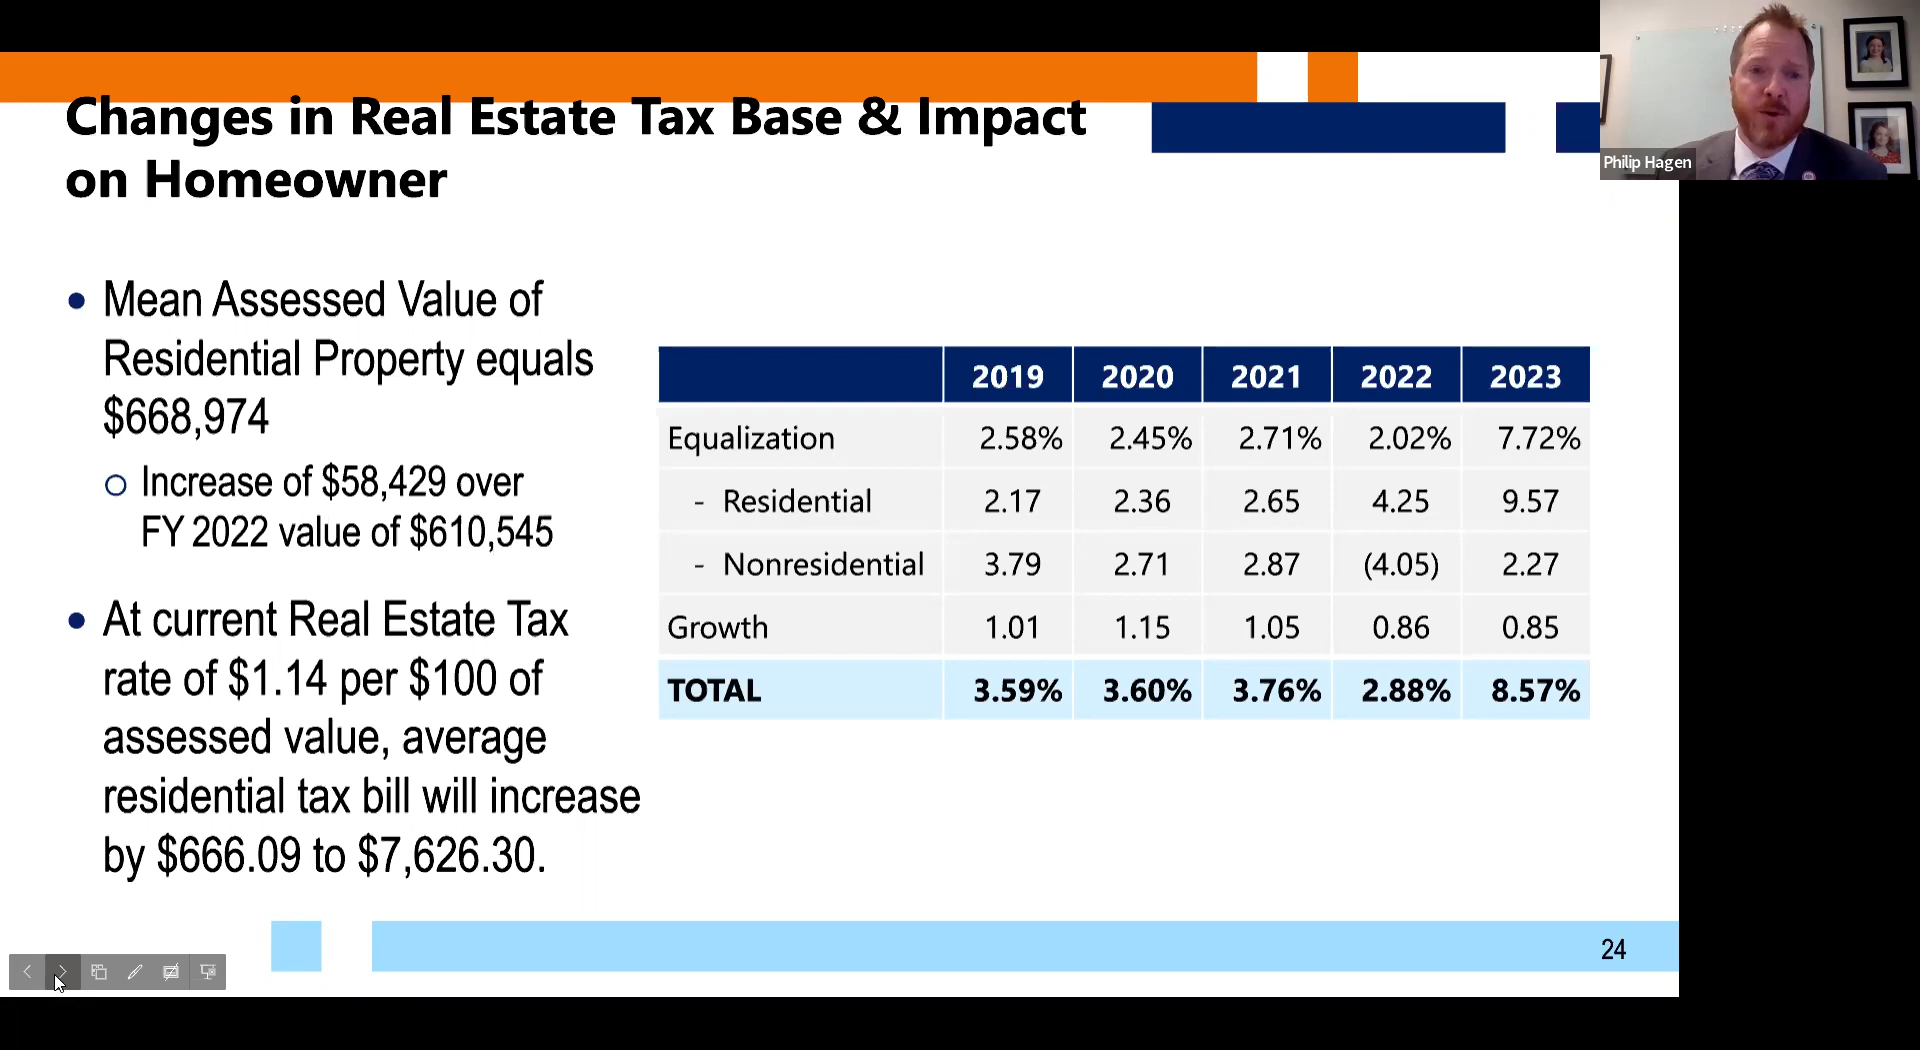 Changes in Real Estate Tax Base & Impact
on Homeowner
Philip Hagen
• Mean Assessed Value of
Residential Property equals
$668,974
○ Increase of $58,429 over
FY 2022 value of $610,545
• At current Real Estate Tax
rate of $1.14 per $100 of
assessed value, average
residential tax bill will increase
by $666.09 to $7,626.30.
2019 2020 2021 2022 2023
Equalization 2.58% 2.45% 2.71% 2.02% 7.72%
- Residential 2.17 2.36 2.65 4.25 9.57
- Nonresidential 3.79 2.71 2.87 (4.05) 2.27
Growth 1.01 1.15 1.05 0.86 0.85
TOTAL 3.59% 3.60% 3.76% 2.88% 8.57%
24